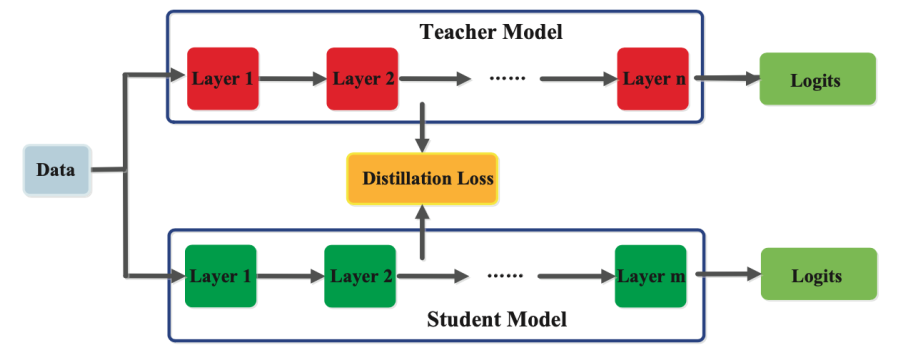 Teacher Model
Layer 1
Layer 2
......
Layer n
Logits
Data
Distillation Loss
Layer 1
Layer 2
......
Layer m
Logits
Student Model